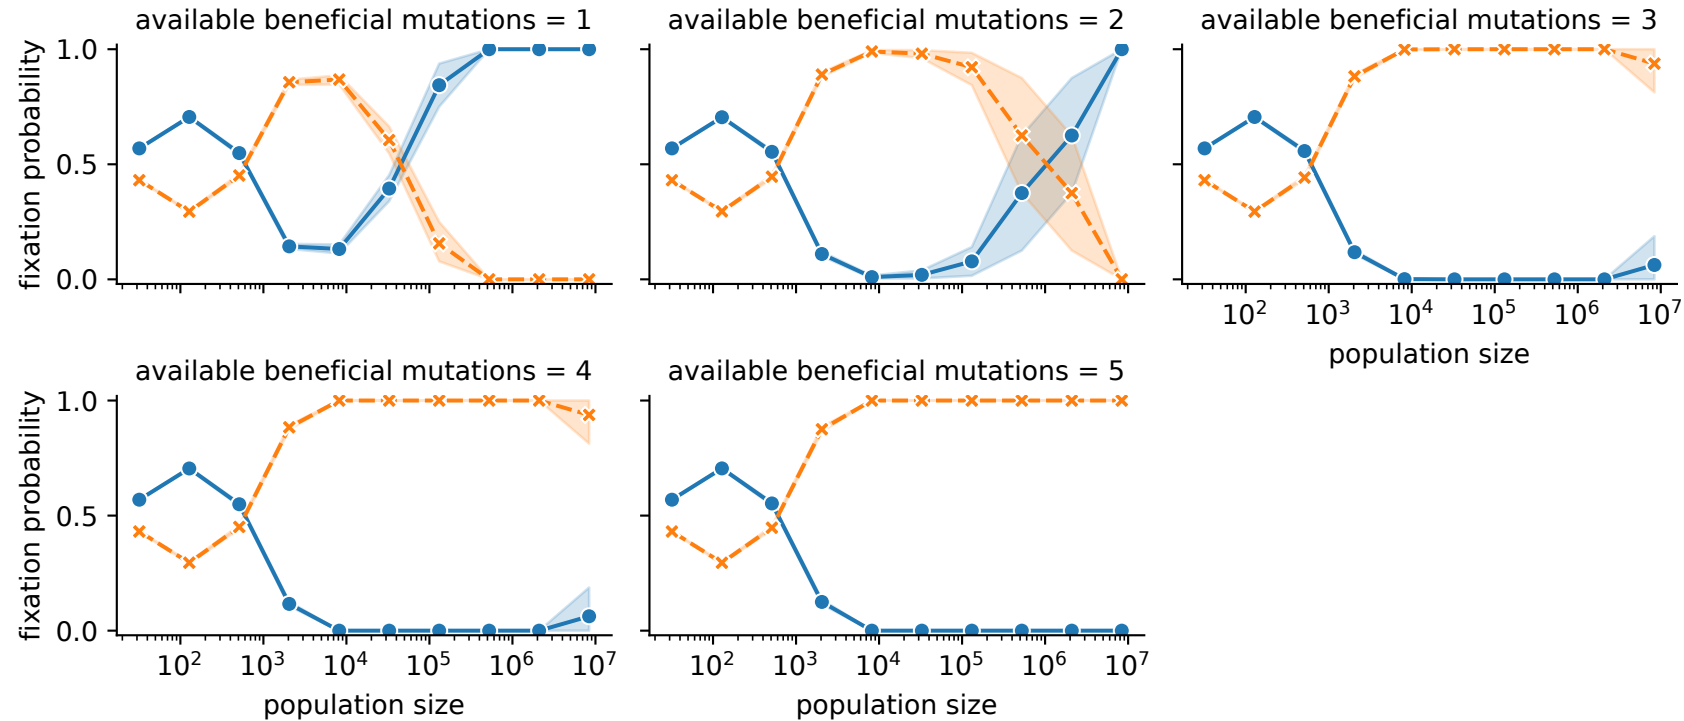 available beneficial mutations = 1
available beneficial mutations = 2
available beneficial mutations = 3
fixation probability
1.0
0.5
0.0
10² 10³ 10⁴ 10⁵ 10⁶ 10⁷
population size
available beneficial mutations = 4
available beneficial mutations = 5
fixation probability
1.0
0.5
0.0
10² 10³ 10⁴ 10⁵ 10⁶ 10⁷
population size
10² 10³ 10⁴ 10⁵ 10⁶ 10⁷
population size